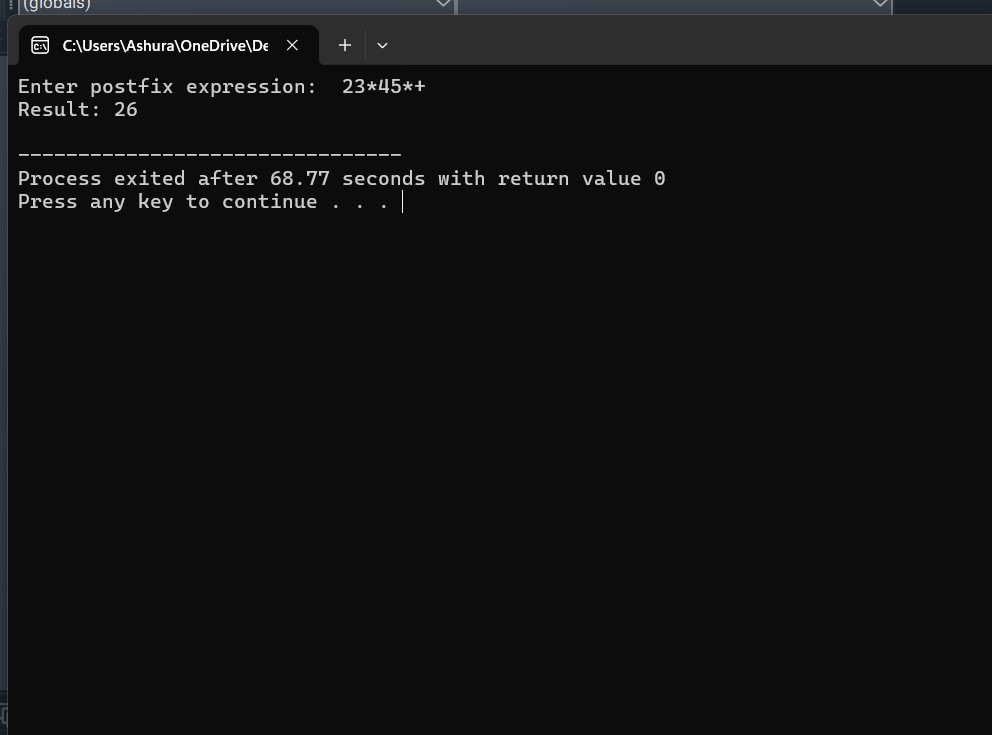 (globals)
C:\Users\Ashura\OneDrive\De
Enter postfix expression:  23*45*+
Result: 26
--------------------------------
Process exited after 68.77 seconds with return value 0
Press any key to continue . . .